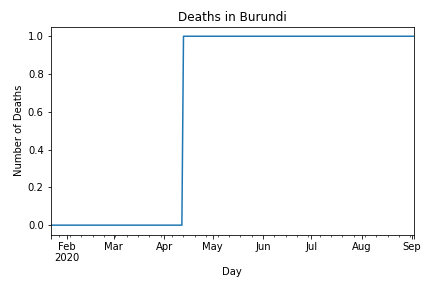 Deaths in Burundi
Number of Deaths
1.0
0.8
0.6
0.4
0.2
0.0
Feb Mar Apr May Jun Jul Aug Sep
2020
Day